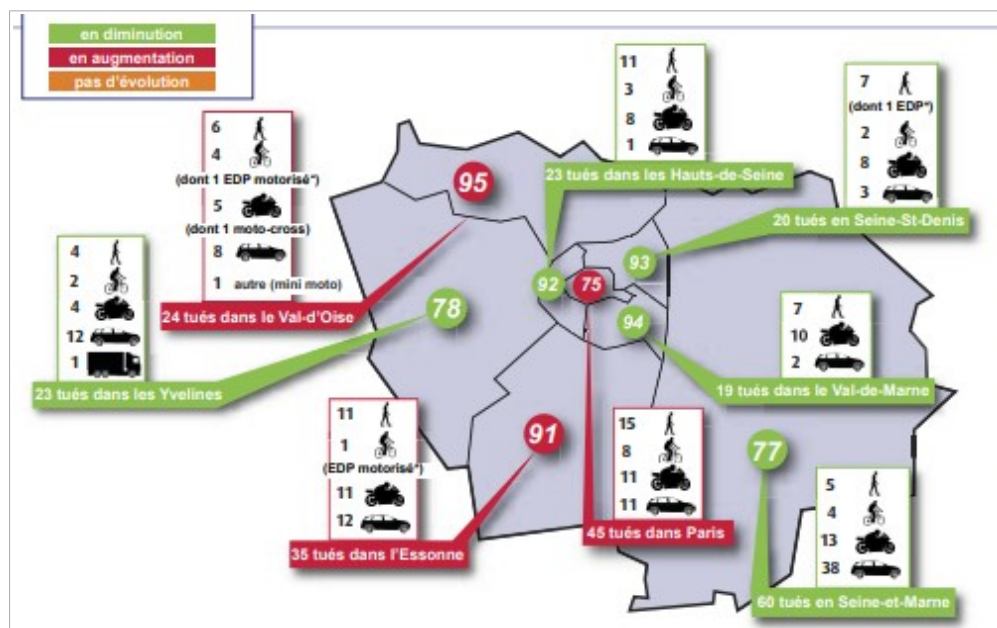 en diminution
en augmentation
pas d'évolution
11
3
8
1
23 tués dans les Hauts-de-Seine
7
(dont 1 EDP*)
2
8
3
20 tués en Seine-St-Denis
6
4
(dont 1 EDP motorisé*)
5
(dont 1 moto-cross)
8
1 autre (mini moto)
24 tués dans le Val-d'Oise
95
93
92
75
78
94
4
2
4
12
1
23 tués dans les Yvelines
7
10
2
19 tués dans le Val-de-Marne
91
77
11
1
(EDP motorisé*)
11
12
35 tués dans l'Essonne
15
8
11
11
45 tués dans Paris
5
4
13
38
60 tués en Seine-et-Marne